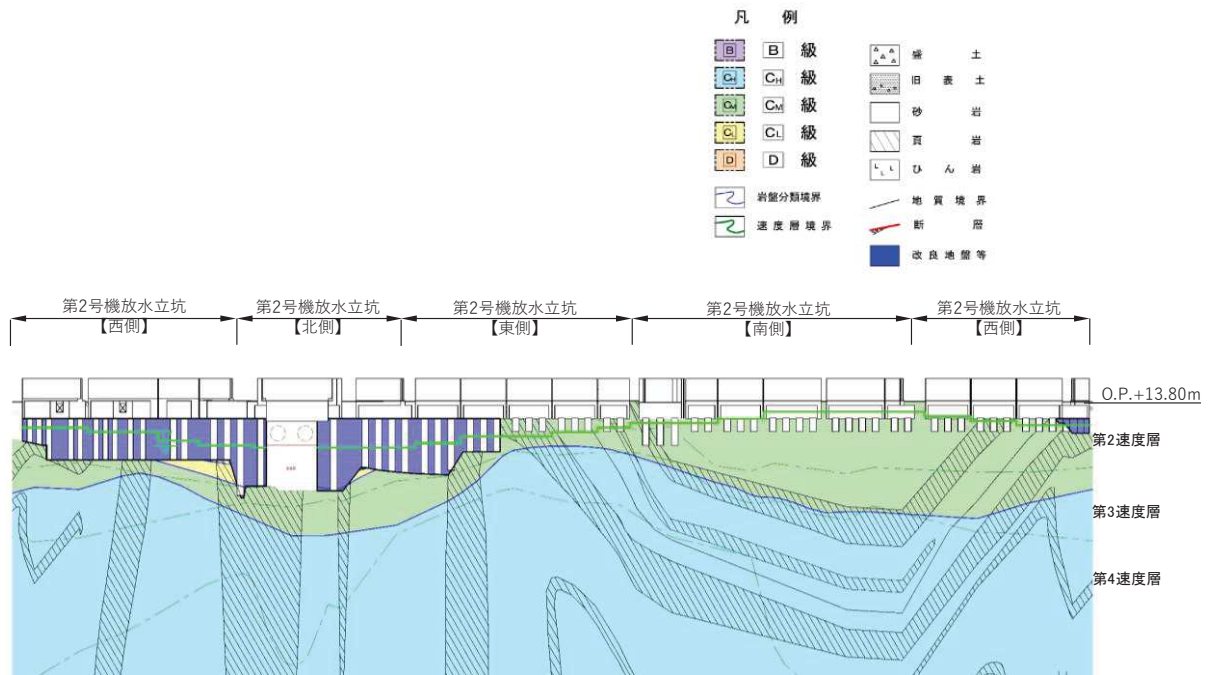 凡 例
B B 級
CH CH 級
CM CM 級
CL CL 級
D D 級
岩盤分類境界
速度層境界
盛土
旧表土
砂岩
頁岩
ひん岩
地質境界
断層
改良地盤等
第2号機放水立坑
【西側】
第2号機放水立坑
【北側】
第2号機放水立坑
【東側】
第2号機放水立坑
【南側】
第2号機放水立坑
【西側】
O.P.+13.80m
第2速度層
第3速度層
第4速度層